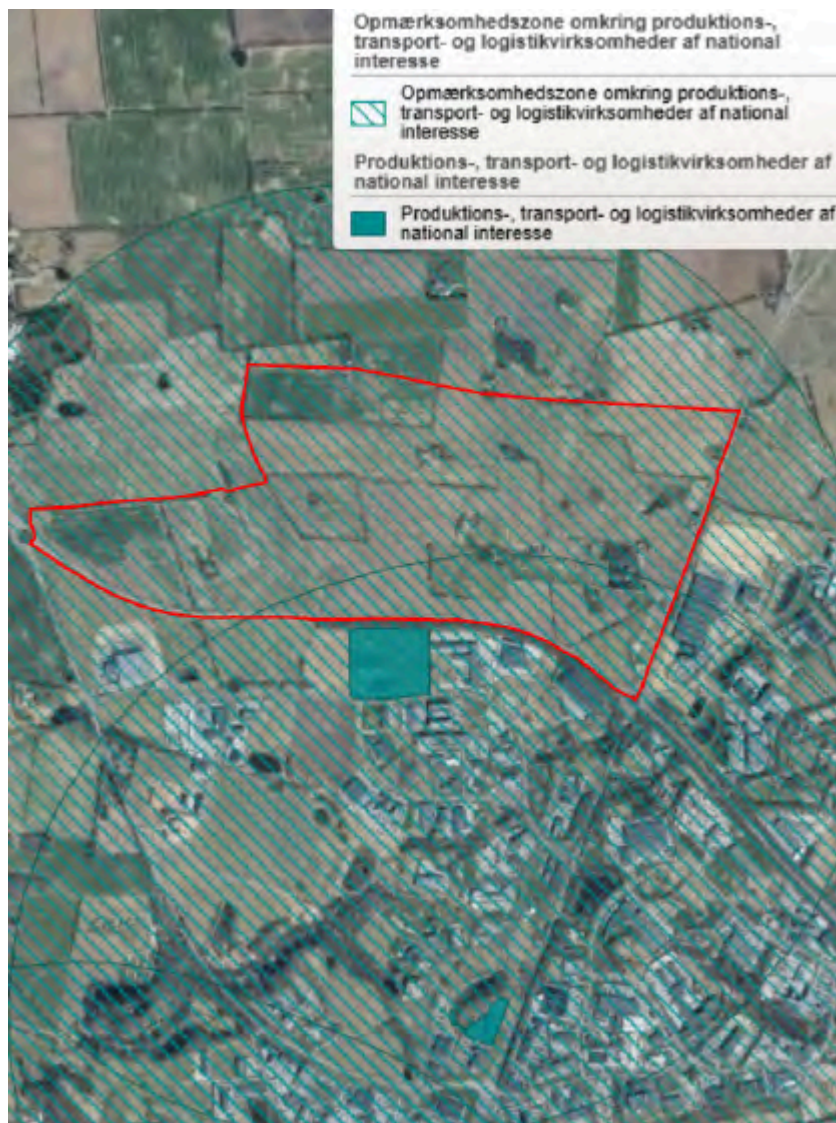 Opmærksomhedszone omkring produktions-,
transport- og logistikvirksomheder af national
interesse
Opmærksomhedszone omkring produktions-,
transport- og logistikvirksomheder af national
interesse
Produktions-, transport- og logistikvirksomheder af
national interesse
Produktions-, transport- og logistikvirksomheder af
national interesse